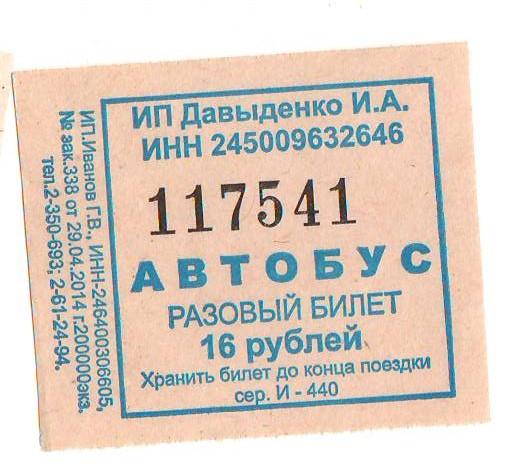 ИП Давыденко И.А.
ИНН 245009632646
117541
АВТОБУС
РАЗОВЫЙ БИЛЕТ
16 рублей
Хранить билет до конца поездки
сер. И - 440
ИП.Иванов Г.В., ИНН-246400306605,
№ зак.338 от 29.04.2014 г.200000экз.
тел.2-350-693; 2-61-24-94.